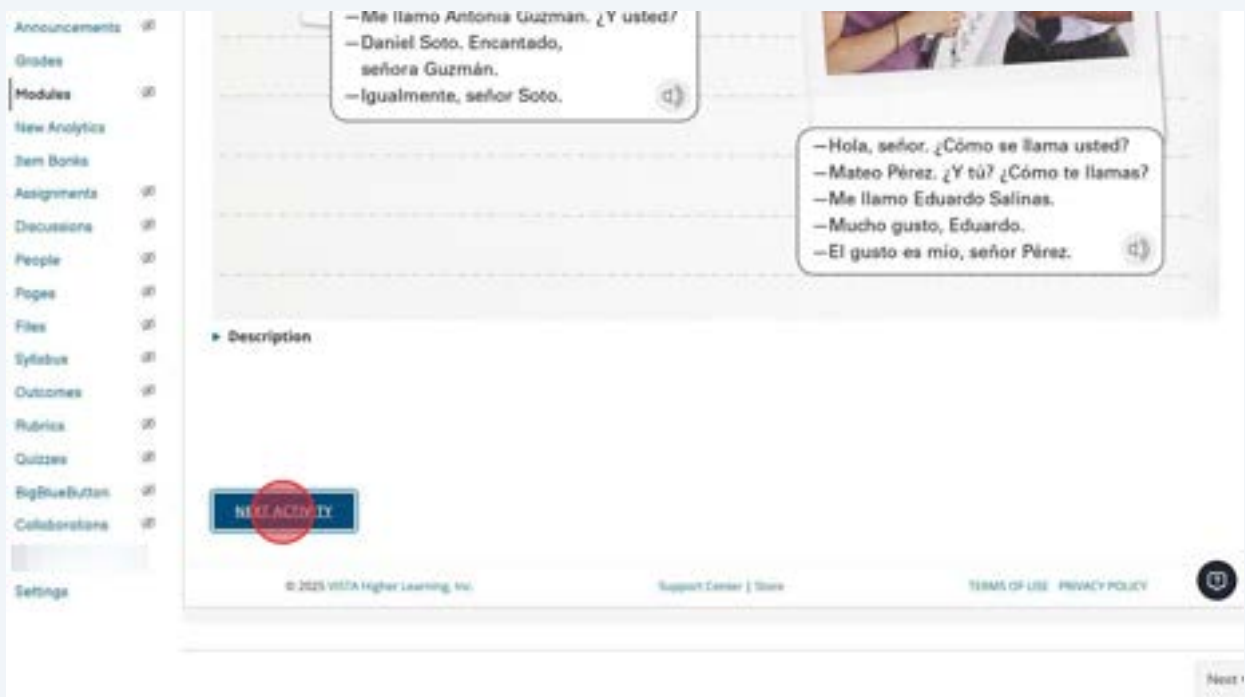 Announcements
Grades
Modules
New Analytics
Item Banks
Assignments
Discussions
People
Pages
Files
Syllabus
Outcomes
Rubrics
Quizzes
BigBlueButton
Collaborations
Settings
—Me llamo Antonia Guzmán. ¿Y usted?
—Daniel Soto. Encantado,
señora Guzmán.
—Igualmente, señor Soto.
—Hola, señor. ¿Cómo se llama usted?
—Mateo Pérez. ¿Y tú? ¿Cómo te llamas?
—Me llamo Eduardo Salinas.
—Mucho gusto, Eduardo.
—El gusto es mío, señor Pérez.
Description
NEXT ACTIVITY
© 2025 VISTA Higher Learning, Inc.
Support Center | Store
TERMS OF USE PRIVACY POLICY
Next